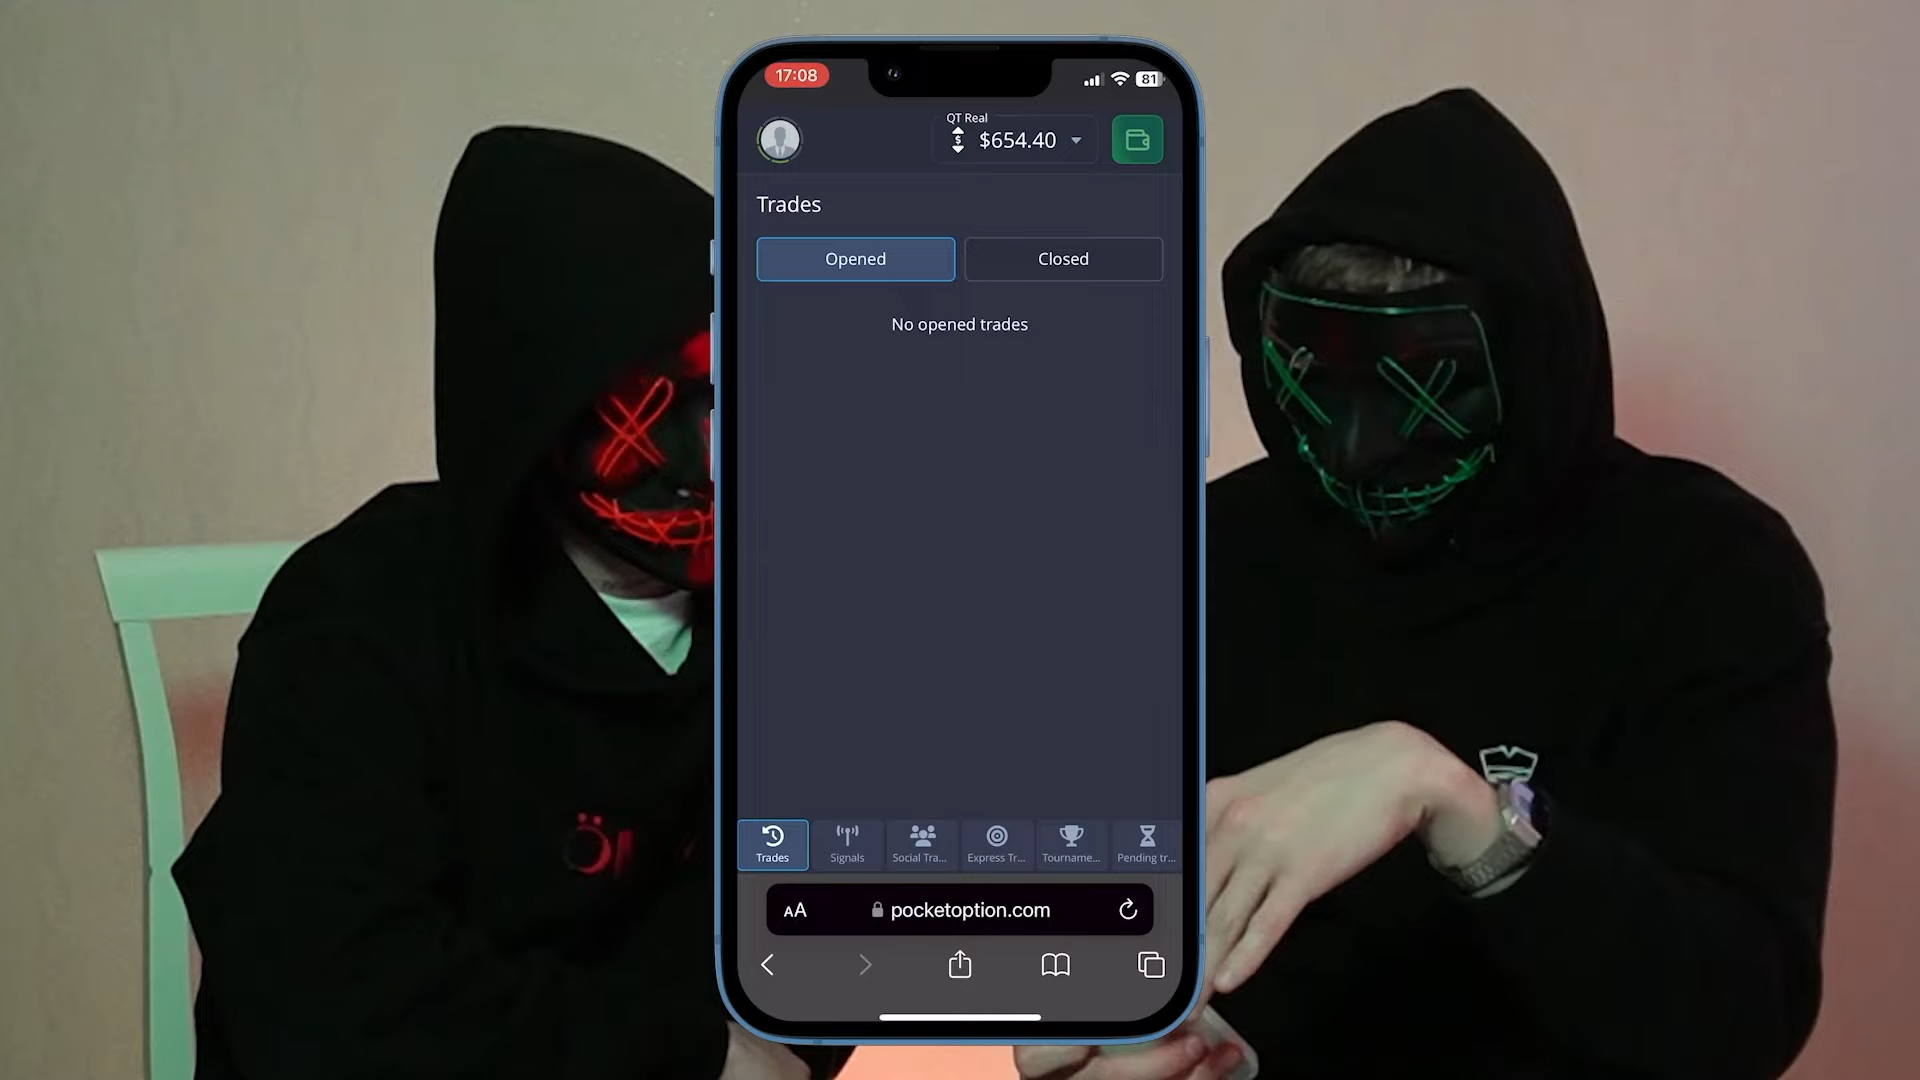 17:08
81
QT Real
$654.40
Trades
Opened
Closed
No opened trades
Trades
Signals
Social Tra...
Express Tr...
Tourname...
Pending tr...
AA
pocketoption.com